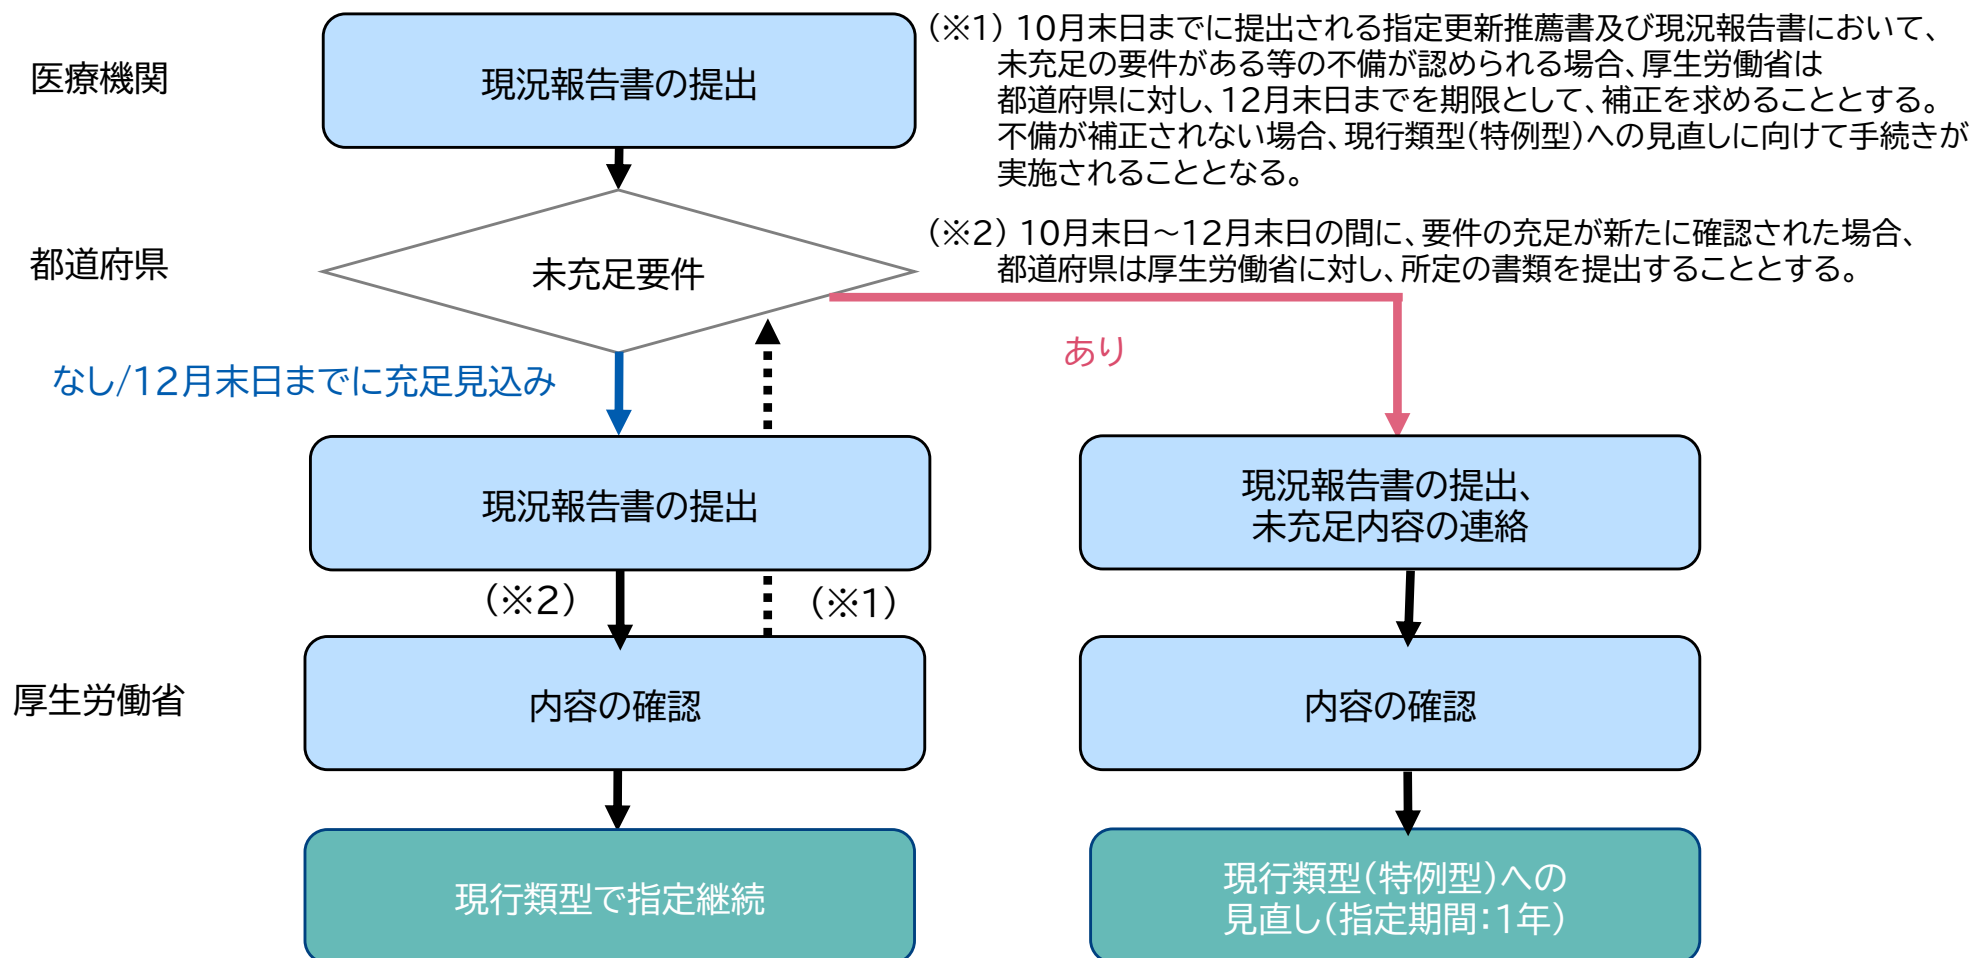 医療機関
現況報告書の提出
(※1) 10月末日までに提出される指定更新推薦書及び現況報告書において、
未充足の要件がある等の不備が認められる場合、厚生労働省は
都道府県に対し、12月末日までを期限として、補正を求めることとする。
不備が補正されない場合、現行類型(特例型)への見直しに向けて手続きが
実施されることとなる。
都道府県
未充足要件
(※2) 10月末日～12月末日の間に、要件の充足が新たに確認された場合、
都道府県は厚生労働省に対し、所定の書類を提出することとする。
あり
なし/12月末日までに充足見込み
現況報告書の提出
現況報告書の提出、
未充足内容の連絡
(※2)
(※1)
厚生労働省
内容の確認
内容の確認
現行類型で指定継続
現行類型(特例型)への
見直し(指定期間:1年)